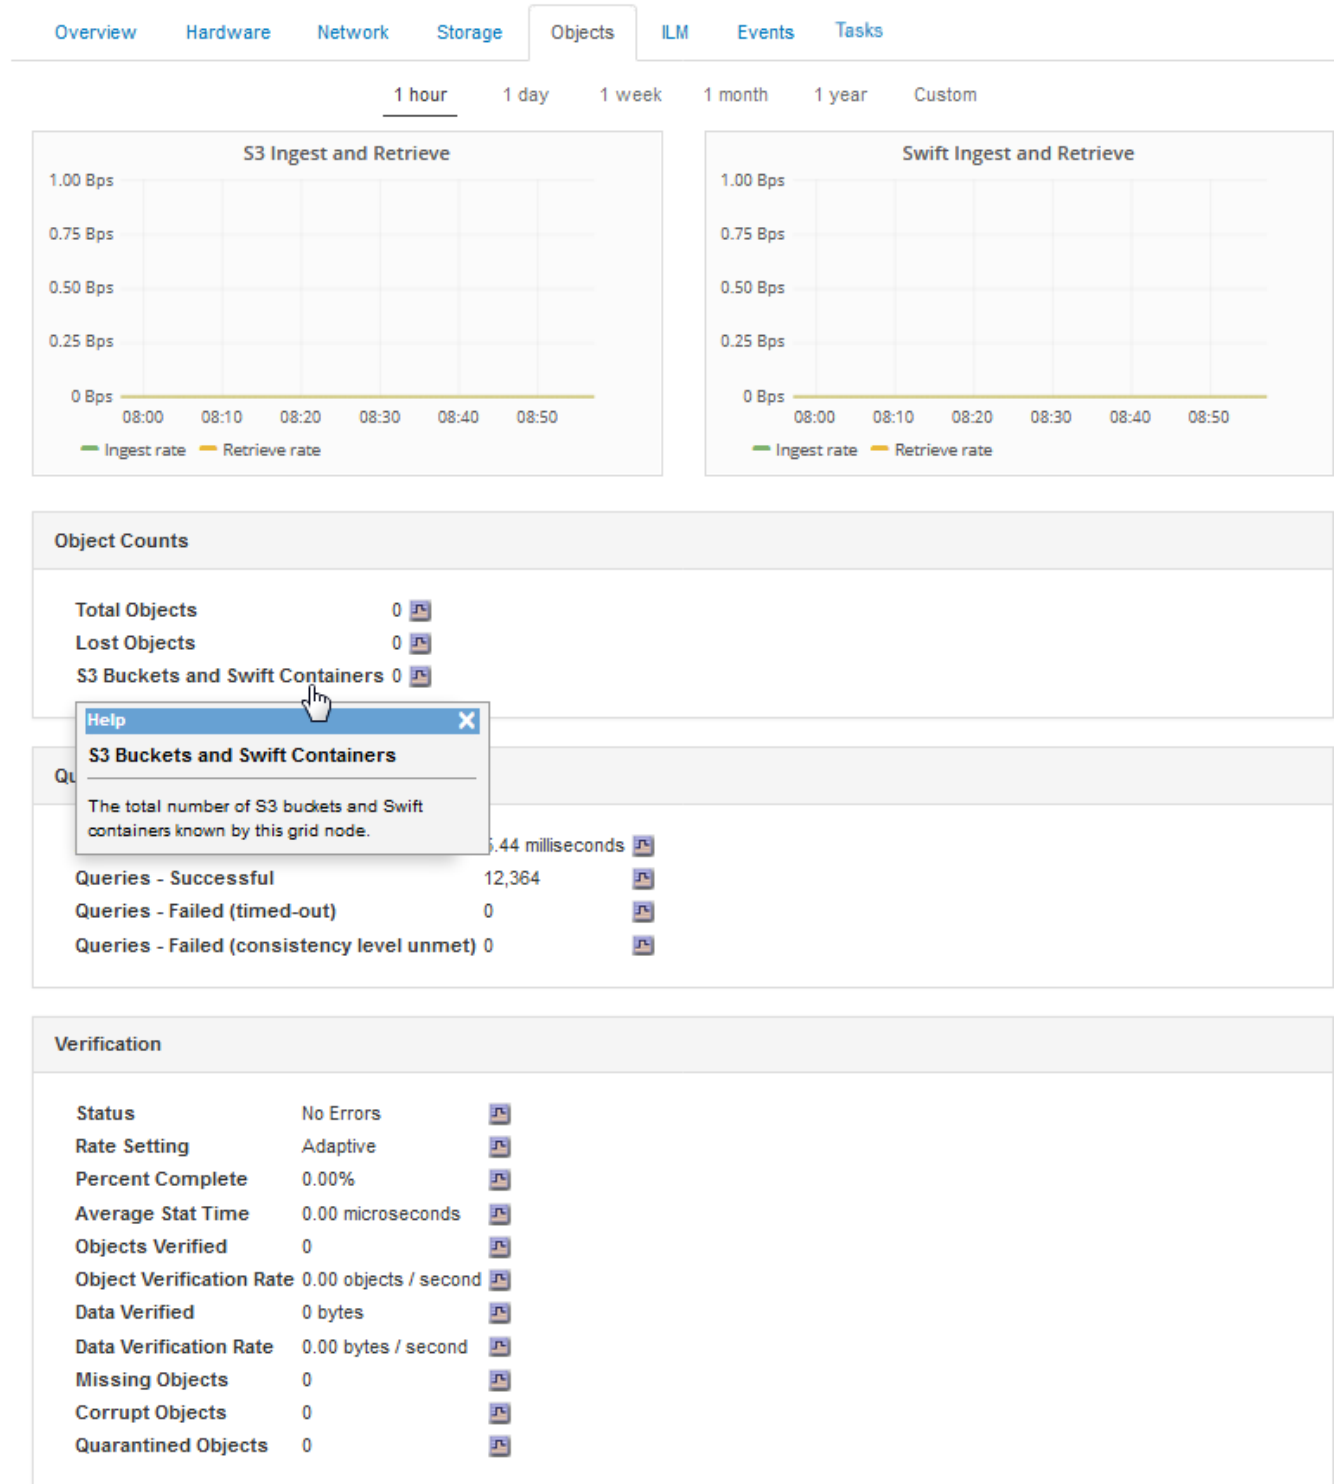 Overview Hardware Network Storage Objects ILM Events Tasks
1 hour 1 day 1 week 1 month 1 year Custom
S3 Ingest and Retrieve
1.00 Bps
0.75 Bps
0.50 Bps
0.25 Bps
0 Bps
08:00 08:10 08:20 08:30 08:40 08:50
Ingest rate Retrieve rate
Swift Ingest and Retrieve
1.00 Bps
0.75 Bps
0.50 Bps
0.25 Bps
0 Bps
08:00 08:10 08:20 08:30 08:40 08:50
Ingest rate Retrieve rate
Object Counts
Total Objects 0
Lost Objects 0
S3 Buckets and Swift Containers 0
Help
S3 Buckets and Swift Containers
The total number of S3 buckets and Swift
containers known by this grid node.
.44 milliseconds
Queries - Successful 12,364
Queries - Failed (timed-out) 0
Queries - Failed (consistency level unmet) 0
Verification
Status No Errors
Rate Setting Adaptive
Percent Complete 0.00%
Average Stat Time 0.00 microseconds
Objects Verified 0
Object Verification Rate 0.00 objects / second
Data Verified 0 bytes
Data Verification Rate 0.00 bytes / second
Missing Objects 0
Corrupt Objects 0
Quarantined Objects 0